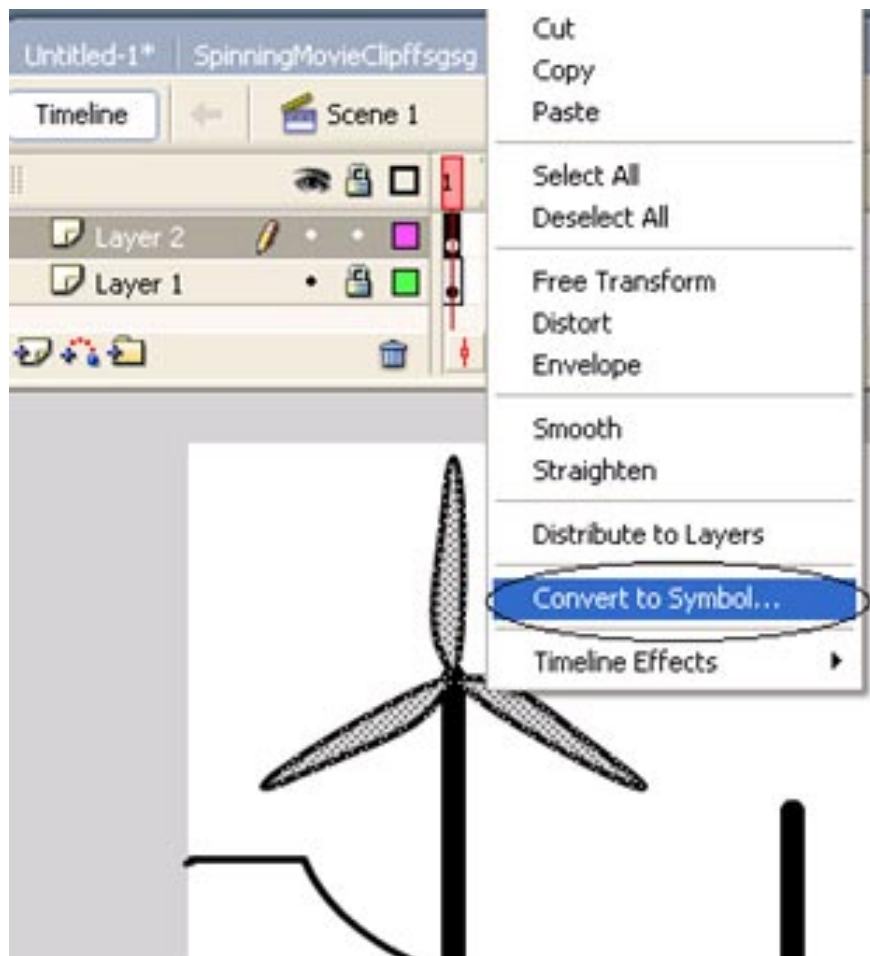 Untitled-1* SpinningMovieClipffsgsg
Timeline Scene 1
1
Layer 2
Layer 1
Cut
Copy
Paste
Select All
Deselect All
Free Transform
Distort
Envelope
Smooth
Straighten
Distribute to Layers
Convert to Symbol...
Timeline Effects